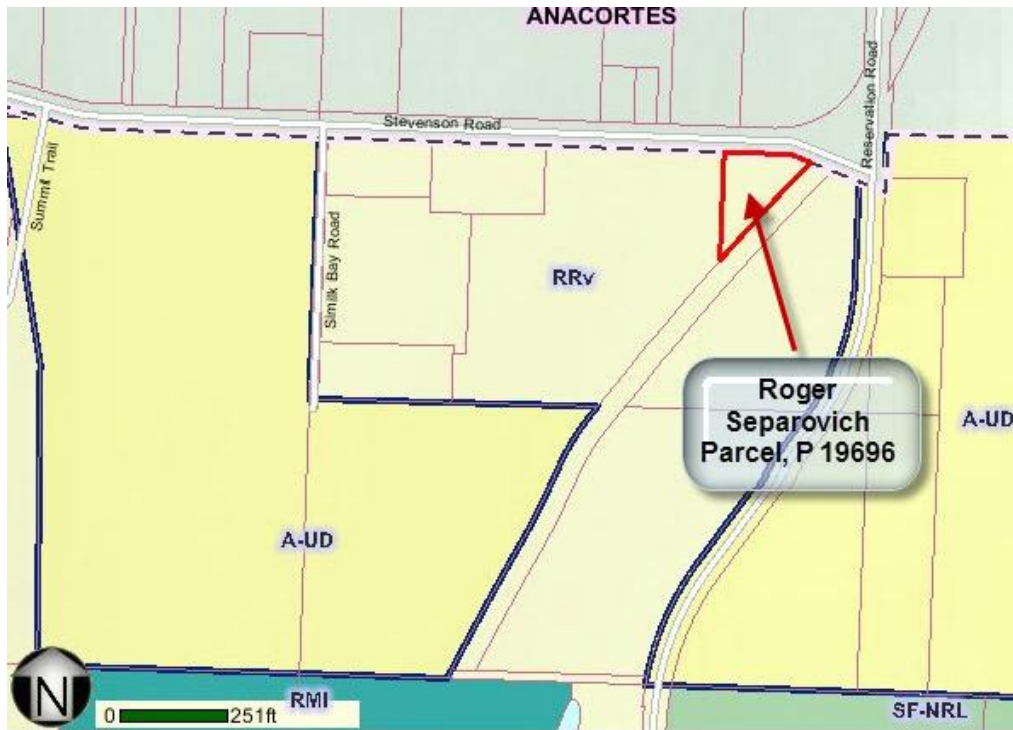 ANACORTES
Stevenson Road
Reservation Road
Summit Trail
Similk Bay Road
RRv
Roger
Separovich
Parcel, P 19696
A-UD
A-UD
N
0 251ft
RMI
SF-NRL